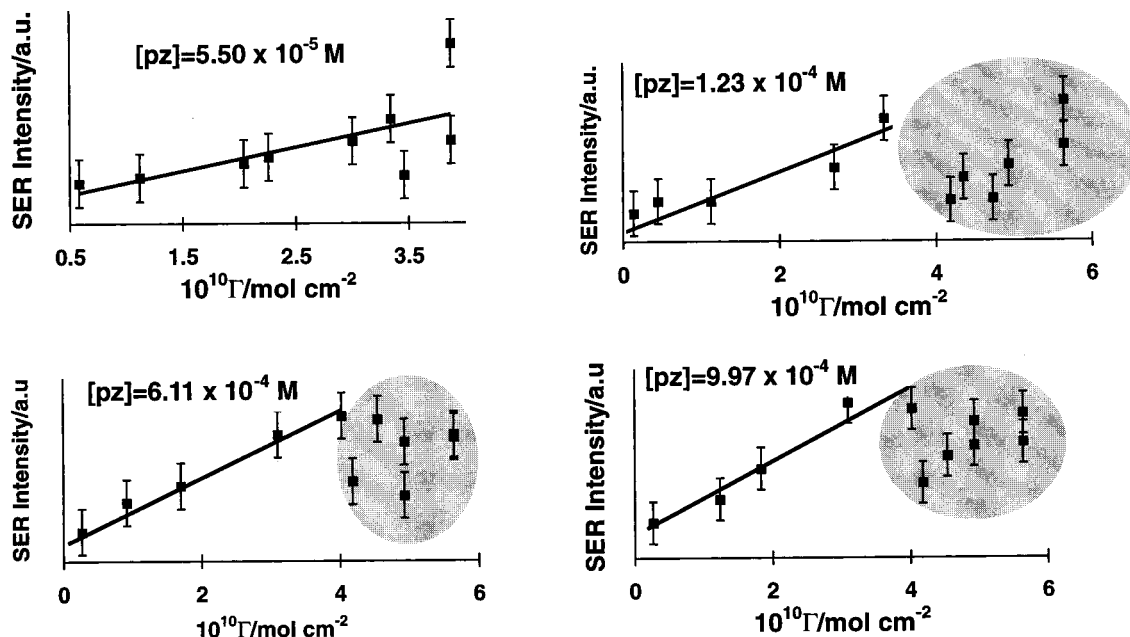 SER Intensity/a.u.
[pz]=5.50 x 10⁻⁵ M
0.5 1.5 2.5 3.5
10¹⁰Γ/mol cm⁻²
SER Intensity/a.u.
[pz]=1.23 x 10⁻⁴ M
0 2 4 6
10¹⁰Γ/mol cm⁻²
SER Intensity/a.u
[pz]=6.11 x 10⁻⁴ M
0 2 4 6
10¹⁰Γ/mol cm⁻²
SER Intensity/a.u
[pz]=9.97 x 10⁻⁴ M
0 2 4 6
10¹⁰Γ/mol cm⁻²